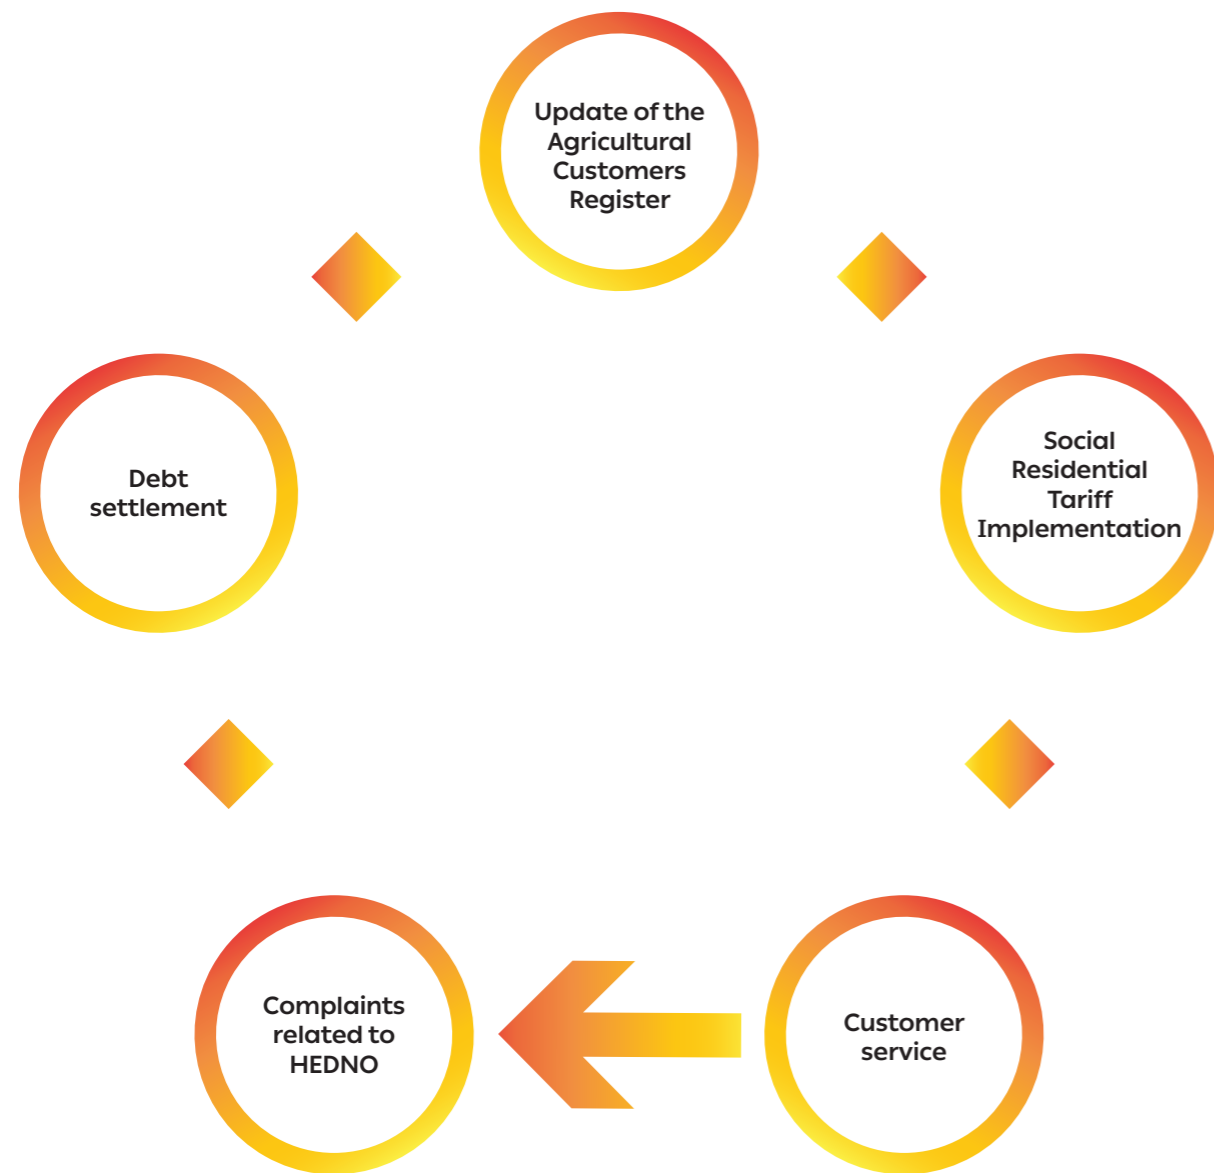 Update of the
Agricultural
Customers
Register
Debt
settlement
Social
Residential
Tariff
Implementation
Complaints
related to
HEDNO
Customer
service